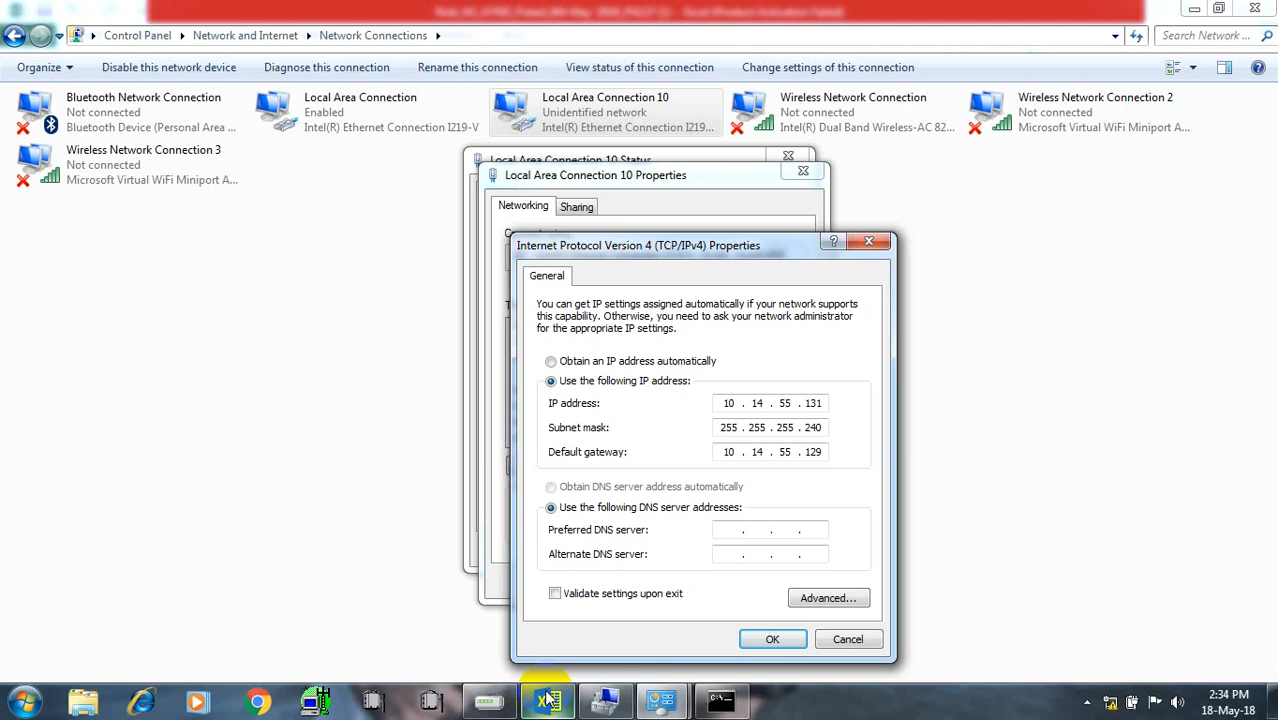 Control Panel
Network and Internet
Network Connections
Search Network ...
Organize
Disable this network device
Diagnose this connection
Rename this connection
View status of this connection
Change settings of this connection
Bluetooth Network Connection
Not connected
Bluetooth Device (Personal Area ...
Local Area Connection
Enabled
Intel(R) Ethernet Connection I219-V
Local Area Connection 10
Unidentified network
Intel(R) Ethernet Connection I219...
Wireless Network Connection
Not connected
Intel(R) Dual Band Wireless-AC 82...
Wireless Network Connection 2
Not connected
Microsoft Virtual WiFi Miniport A...
Wireless Network Connection 3
Not connected
Microsoft Virtual WiFi Miniport A...
Local Area Connection 10 Status
Local Area Connection 10 Properties
Networking
Sharing
Internet Protocol Version 4 (TCP/IPv4) Properties
General
You can get IP settings assigned automatically if your network supports
this capability. Otherwise, you need to ask your network administrator
for the appropriate IP settings.
Obtain an IP address automatically
Use the following IP address:
IP address: 10 . 14 . 55 . 131
Subnet mask: 255 . 255 . 255 . 240
Default gateway: 10 . 14 . 55 . 129
Obtain DNS server address automatically
Use the following DNS server addresses:
Preferred DNS server: . . .
Alternate DNS server: . . .
Validate settings upon exit
Advanced...
OK
Cancel
2:34 PM
18-May-18